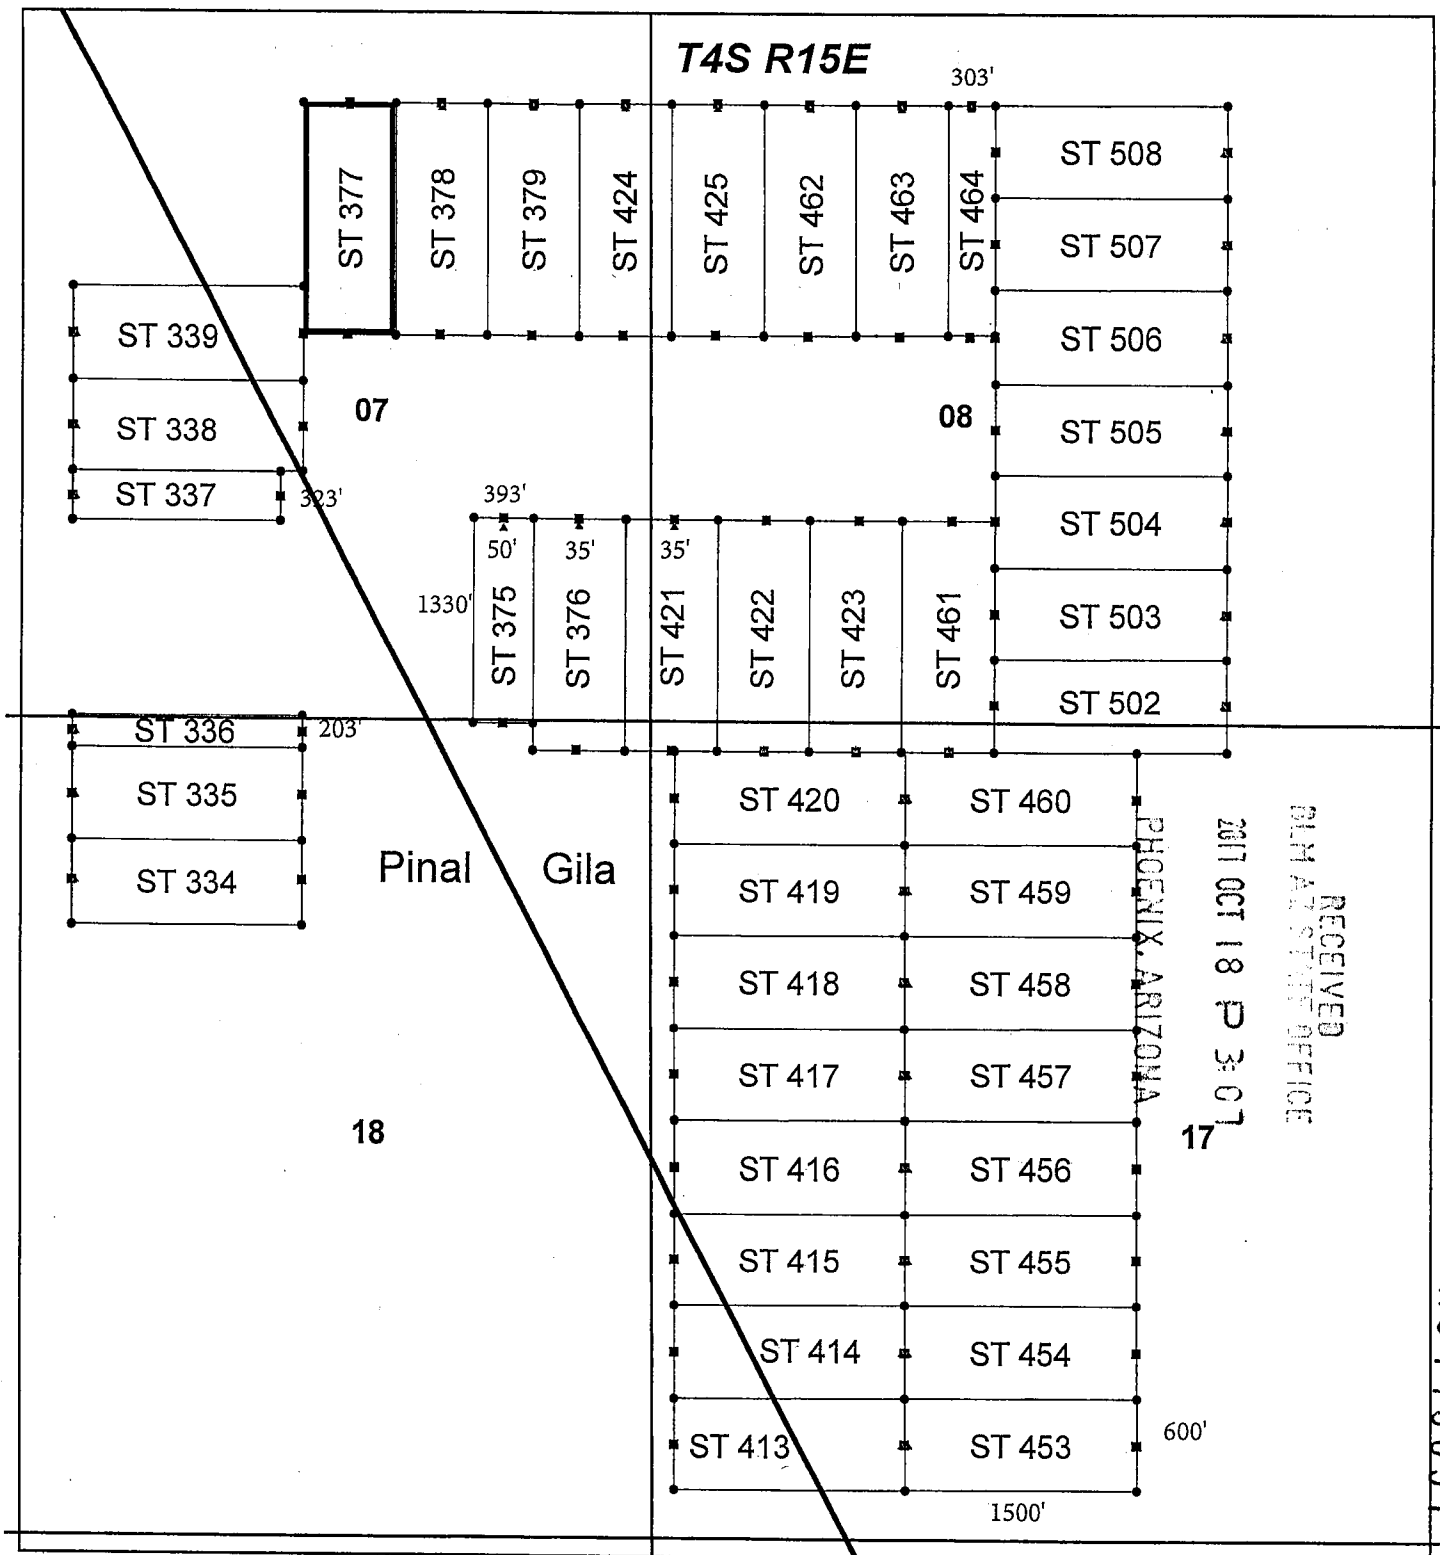 T4S R15E
303'
ST 377
ST 378
ST 379
ST 424
ST 425
ST 462
ST 463
ST 464
ST 508
ST 507
ST 506
ST 505
ST 504
ST 503
ST 502
ST 339
ST 338
ST 337
323'
07
08
393'
50'
35'
35'
1330'
ST 375
ST 376
ST 421
ST 422
ST 423
ST 461
ST 336
203'
ST 335
ST 334
Pinal
Gila
ST 420
ST 460
ST 419
ST 459
ST 418
ST 458
ST 417
ST 457
ST 416
ST 456
ST 415
ST 455
ST 414
ST 454
ST 413
ST 453
600'
1500'
18
17
RECEIVED
BLM AZ STATE OFFICE
2017 OCT 18 P 3:07
PHOENIX, ARIZONA